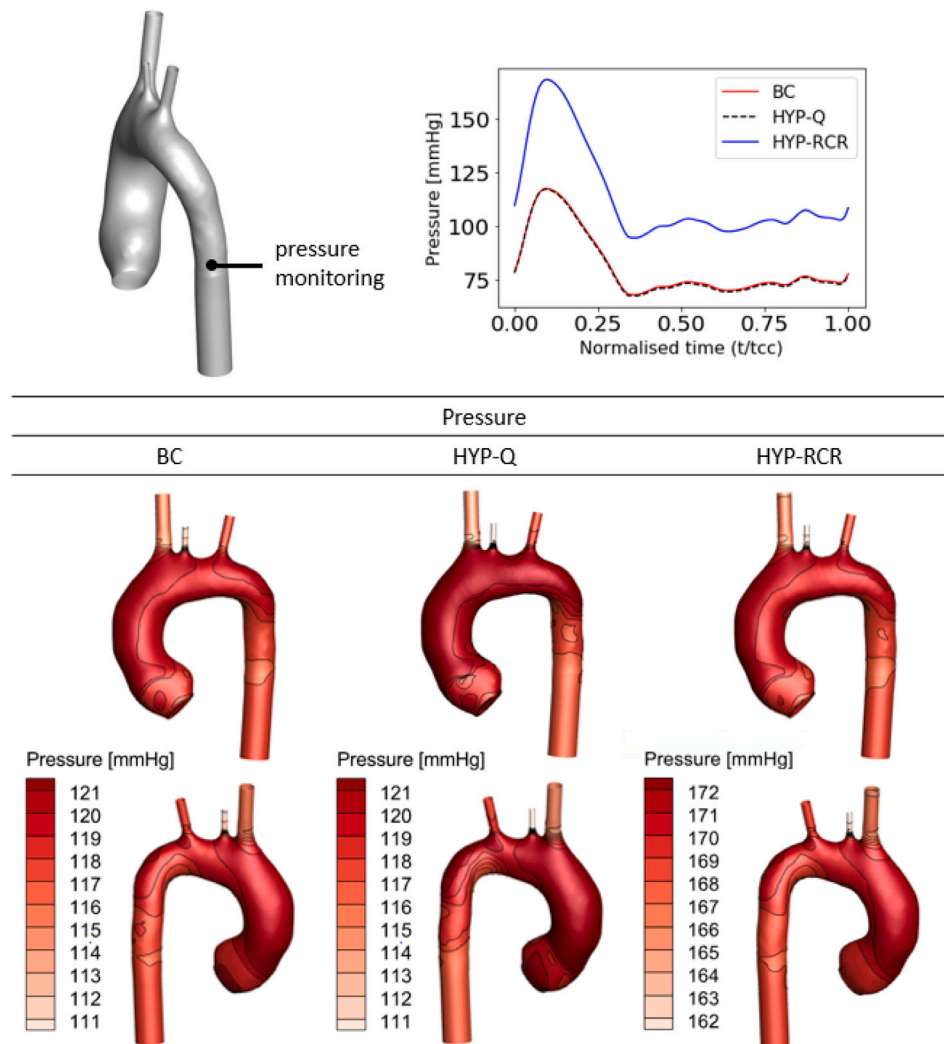 pressure
monitoring
Pressure [mmHg]
150
125
100
75
BC
HYP-Q
HYP-RCR
0.00 0.25 0.50 0.75 1.00
Normalised time (t/tcc)
Pressure
BC HYP-Q HYP-RCR
Pressure [mmHg]
121
120
119
118
117
116
115
114
113
112
111
Pressure [mmHg]
121
120
119
118
117
116
115
114
113
112
111
Pressure [mmHg]
172
171
170
169
168
167
166
165
164
163
162